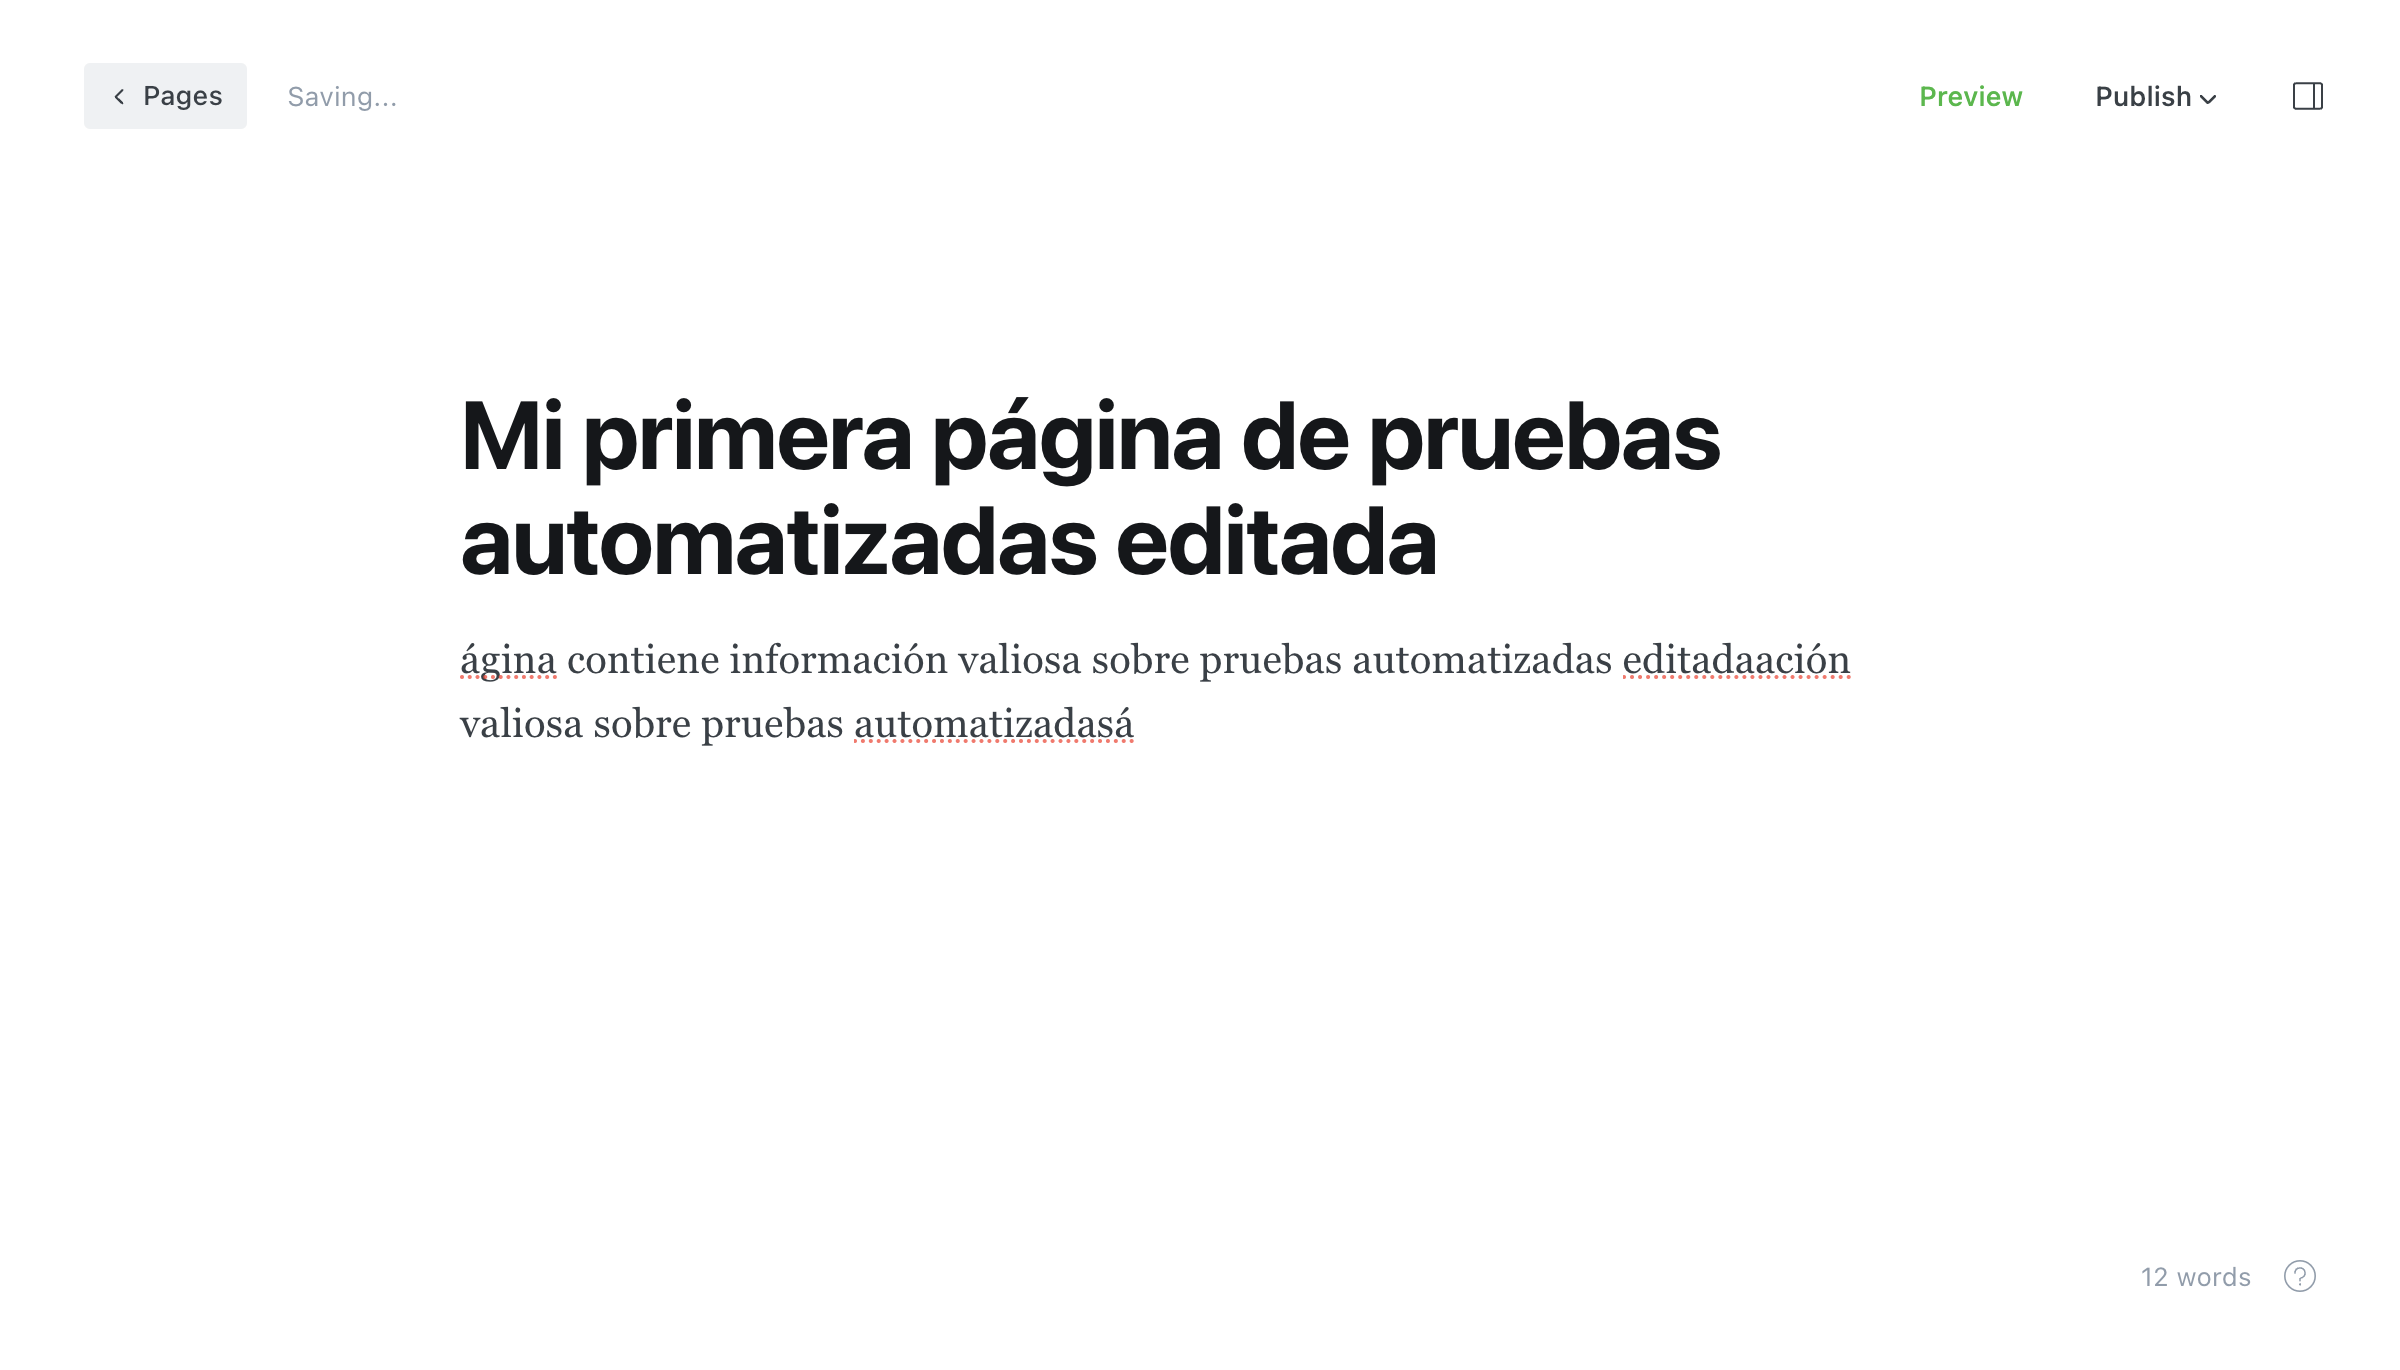 Pages
Saving...
Preview
Publish
Mi primera página de pruebas
automatizadas editada
ágina contiene información valiosa sobre pruebas automatizadas editadaación
valiosa sobre pruebas automatizadasá
12 words
?